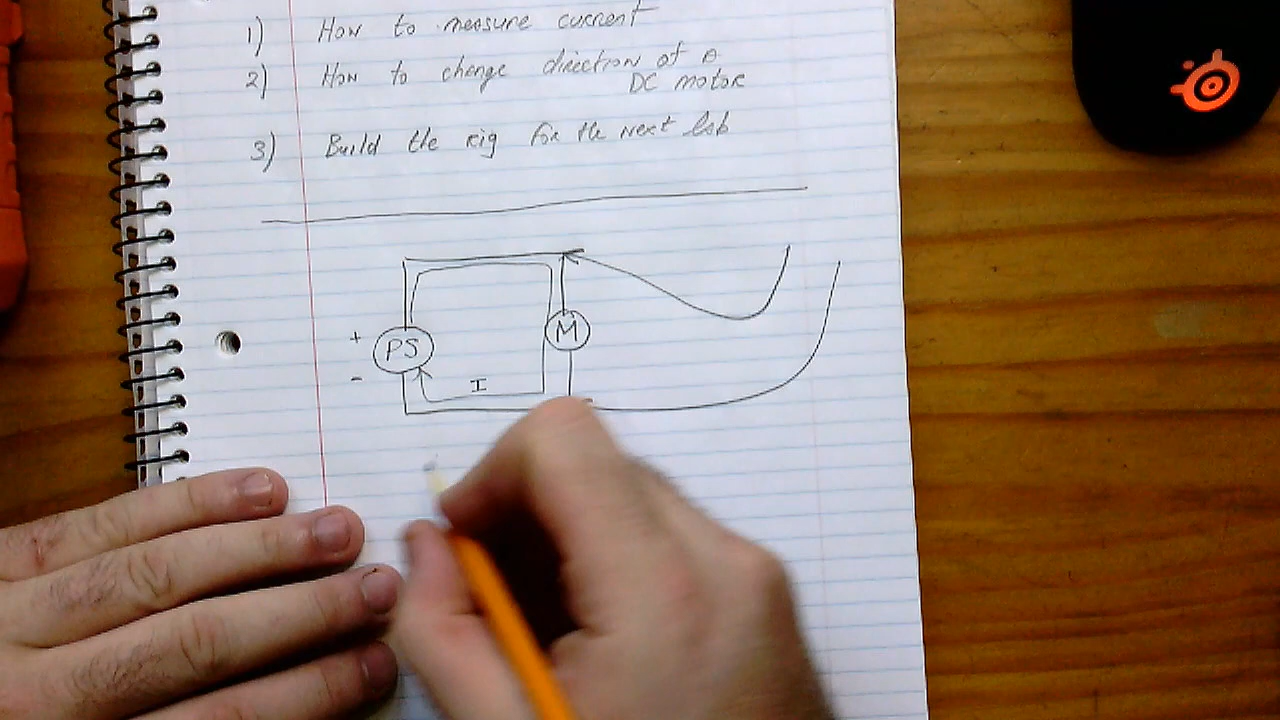 1) How to measure current
2) How to change direction of a
DC motor
3) Build the rig for the next lab
+
PS
M
-
I